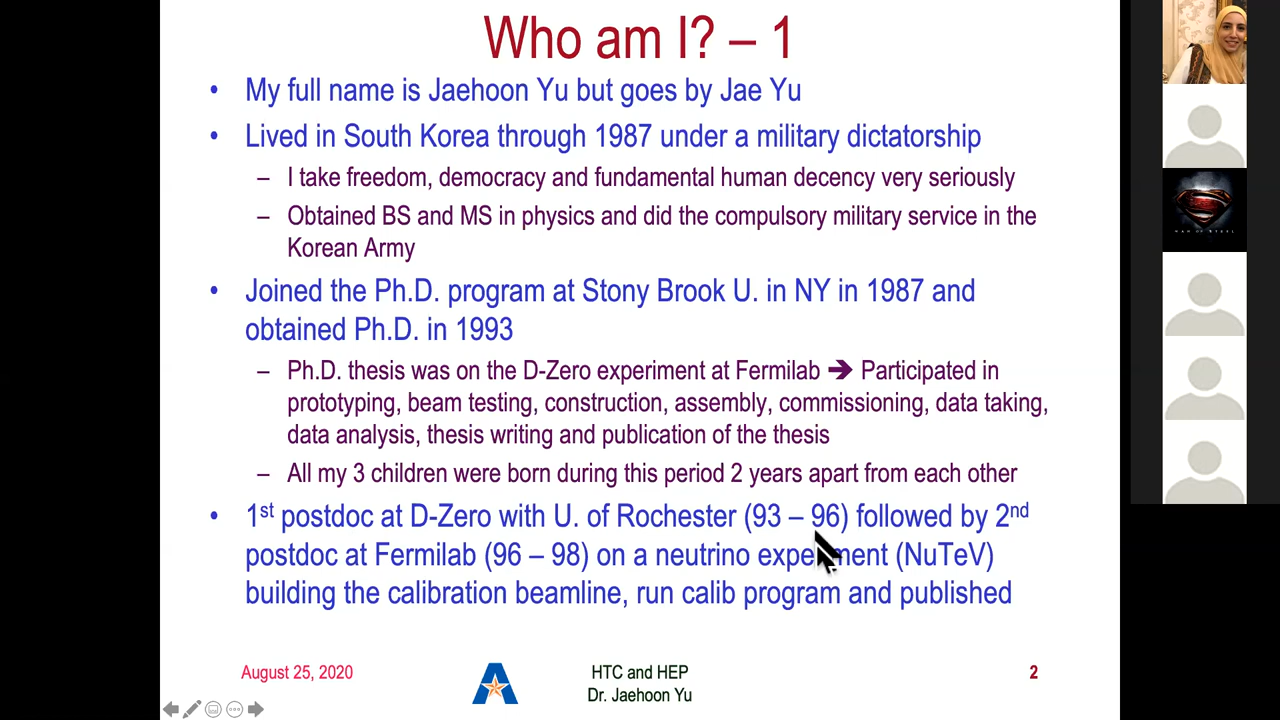 Who am I? – 1
• My full name is Jaehoon Yu but goes by Jae Yu
• Lived in South Korea through 1987 under a military dictatorship
– I take freedom, democracy and fundamental human decency very seriously
– Obtained BS and MS in physics and did the compulsory military service in the
Korean Army
• Joined the Ph.D. program at Stony Brook U. in NY in 1987 and
obtained Ph.D. in 1993
– Ph.D. thesis was on the D-Zero experiment at Fermilab ➔ Participated in
prototyping, beam testing, construction, assembly, commissioning, data taking,
data analysis, thesis writing and publication of the thesis
– All my 3 children were born during this period 2 years apart from each other
• 1st postdoc at D-Zero with U. of Rochester (93 – 96) followed by 2nd
postdoc at Fermilab (96 – 98) on a neutrino experiment (NuTeV)
building the calibration beamline, run calib program and published
August 25, 2020
HTC and HEP
Dr. Jaehoon Yu
2
MAN OF STEEL